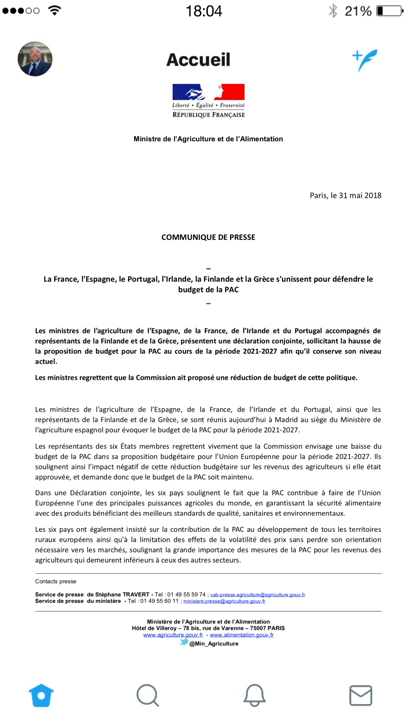 18:04
21%
Accueil
Liberté • Égalité • Fraternité
RÉPUBLIQUE FRANÇAISE
Ministre de l'Agriculture et de l'Alimentation
Paris, le 31 mai 2018
COMMUNIQUE DE PRESSE
–
La France, l'Espagne, le Portugal, l'Irlande, la Finlande et la Grèce s'unissent pour défendre le
budget de la PAC
–
Les ministres de l'agriculture de l'Espagne, de la France, de l'Irlande et du Portugal accompagnés de
représentants de la Finlande et de la Grèce, présentent une déclaration conjointe, sollicitant la hausse de
la proposition de budget pour la PAC au cours de la période 2021-2027 afin qu'il conserve son niveau
actuel.
Les ministres regrettent que la Commission ait proposé une réduction de budget de cette politique.
Les ministres de l'agriculture de l'Espagne, de la France, de l'Irlande et du Portugal, ainsi que les
représentants de la Finlande et de la Grèce, se sont réunis aujourd'hui à Madrid au siège du Ministère de
l'agriculture espagnol pour évoquer le budget de la PAC pour la période 2021-2027.
Les représentants des six États membres regrettent vivement que la Commission envisage une baisse du
budget de la PAC dans sa proposition budgétaire pour l'Union Européenne pour la période 2021-2027. Ils
soulignent ainsi l'impact négatif de cette réduction budgétaire sur les revenus des agriculteurs si elle était
approuvée, et demande donc que le budget de la PAC soit maintenu.
Dans une Déclaration conjointe, les six pays soulignent le fait que la PAC contribue à faire de l'Union
Européenne l'une des principales puissances agricoles du monde, en garantissant la sécurité alimentaire
avec des produits bénéficiant des meilleurs standards de qualité, sanitaires et environnementaux.
Les six pays ont également insisté sur la contribution de la PAC au développement de tous les territoires
ruraux européens ainsi qu'à la limitation des effets de la volatilité des prix sans perdre son orientation
nécessaire vers les marchés, soulignant la grande importance des mesures de la PAC pour les revenus des
agriculteurs qui demeurent inférieurs à ceux des autres secteurs.
Contacts presse
Service de presse de Stéphane TRAVERT - Tel : 01 49 55 59 74 ; cab-presse.agriculture@agriculture.gouv.fr
Service de presse du ministère - Tel : 01 49 55 60 11 ; ministere.presse@agriculture.gouv.fr
Ministère de l'Agriculture et de l'Alimentation
Hôtel de Villeroy – 78 bis, rue de Varenne – 75007 PARIS
www.agriculture.gouv.fr - www.alimentation.gouv.fr
@Min_Agriculture